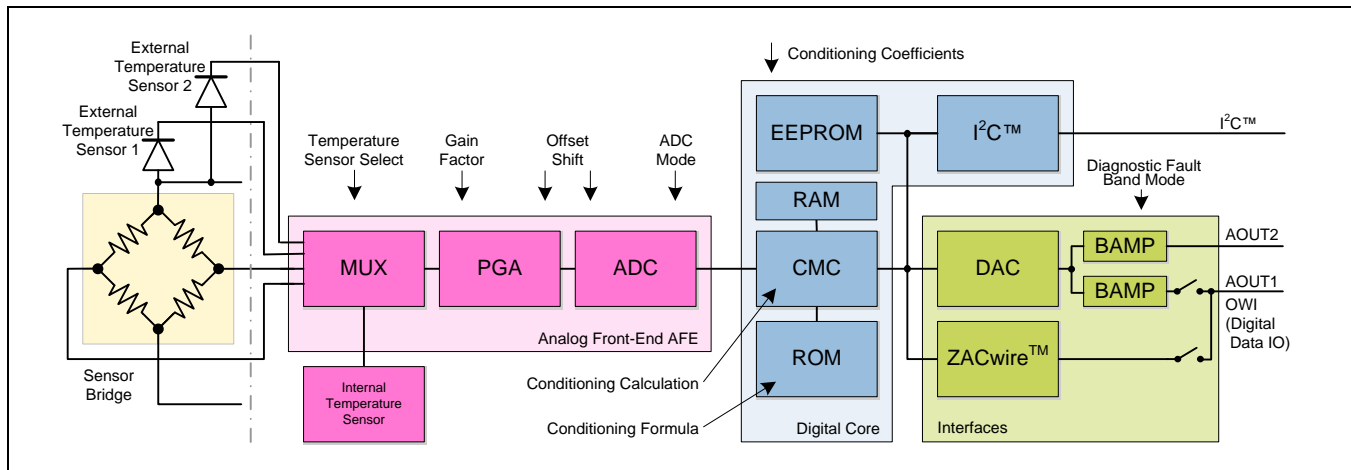 External
Temperature
Sensor 2
External
Temperature
Sensor 1
Temperature
Sensor Select
Gain
Factor
Offset
Shift
ADC
Mode
Conditioning Coefficients
EEPROM
I²C™
I²C™
Diagnostic Fault
Band Mode
RAM
MUX
PGA
ADC
CMC
DAC
BAMP
AOUT2
BAMP
AOUT1
OWI
(Digital
Data IO)
Analog Front-End AFE
ROM
ZACwire™
Sensor
Bridge
Internal
Temperature
Sensor
Conditioning Calculation
Conditioning Formula
Digital Core
Interfaces